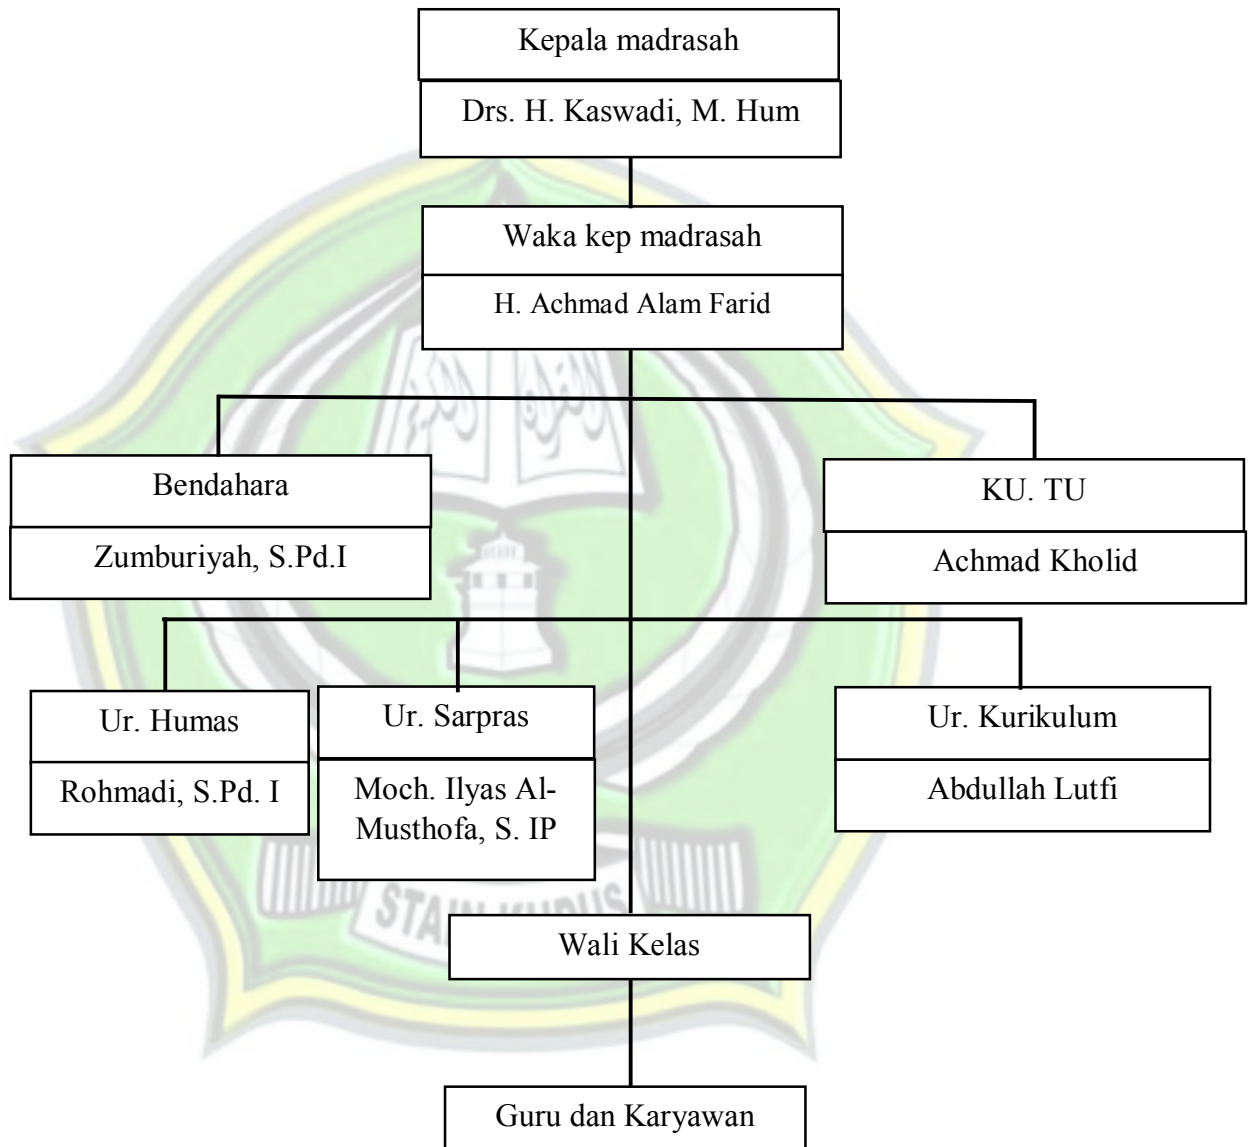 Kepala madrasah
Drs. H. Kaswadi, M. Hum
Waka kep madrasah
H. Achmad Alam Farid
Bendahara
Zumburiyah, S.Pd.I
KU. TU
Achmad Kholid
Ur. Humas
Rohmadi, S.Pd. I
Ur. Sarpras
Moch. Ilyas Al-
Musthofa, S. IP
Ur. Kurikulum
Abdullah Lutfi
STAIN KUDUS
Wali Kelas
Guru dan Karyawan